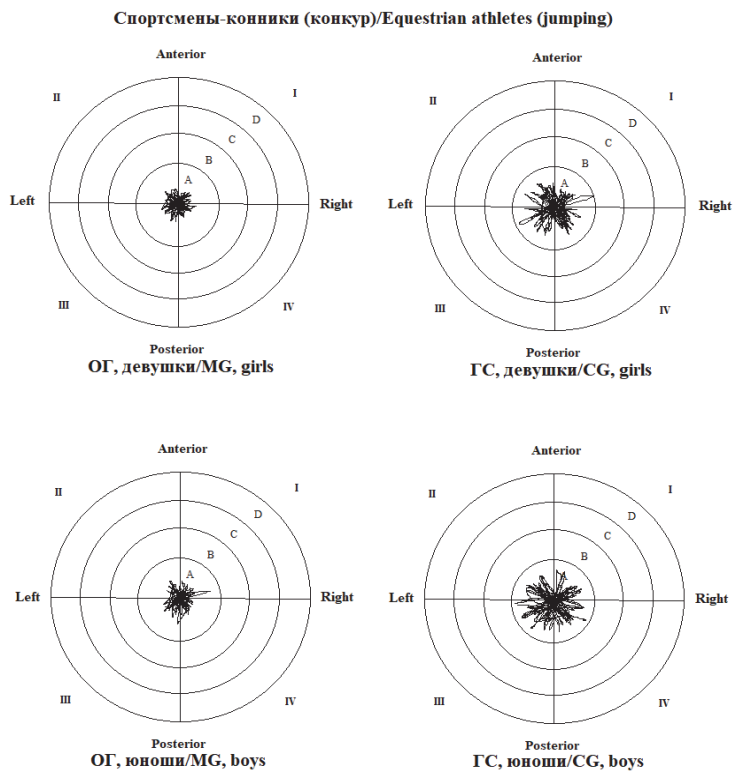 Спортсмены-конники (конкур)/Equestrian athletes (jumping)
Anterior
Anterior
II
I
II
I
D
D
C
C
B
B
A
A
Left
Right
Left
Right
III
IV
III
IV
Posterior
Posterior
ОГ, девушки/MG, girls
ГС, девушки/CG, girls
Anterior
Anterior
II
I
II
I
D
D
C
C
B
B
A
A
Left
Right
Left
Right
III
IV
III
IV
Posterior
Posterior
ОГ, юноши/MG, boys
ГС, юноши/CG, boys